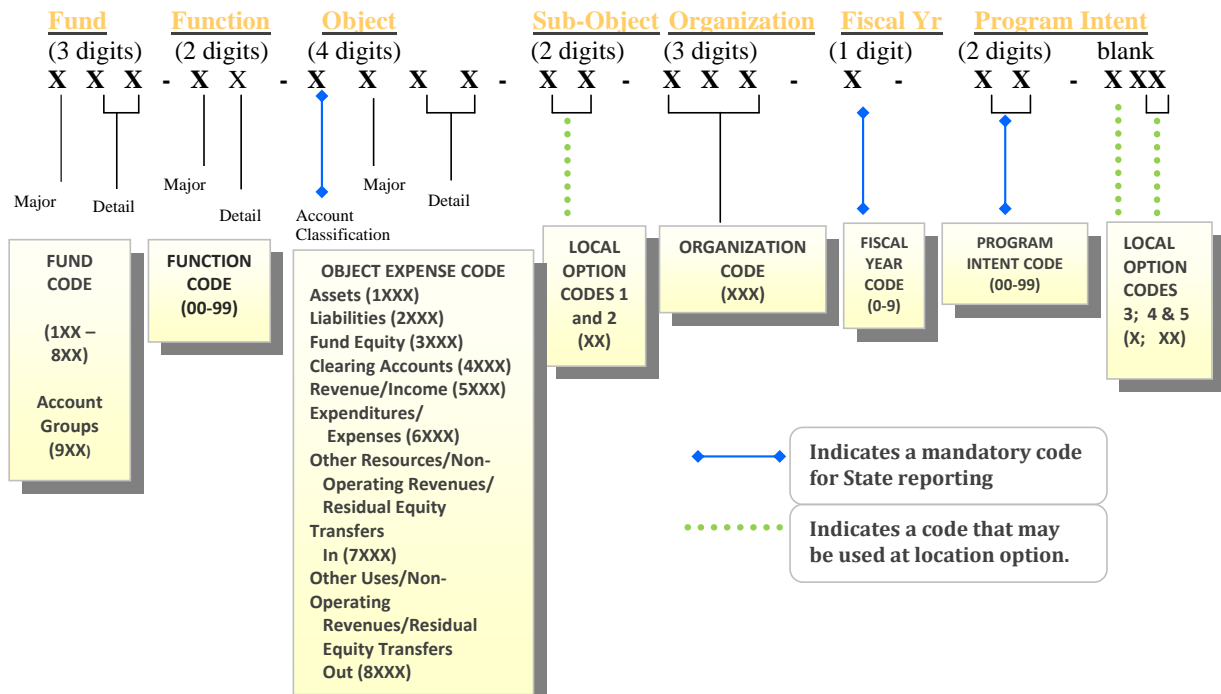 Fund Function Object Sub-Object Organization Fiscal Yr Program Intent
(3 digits) (2 digits) (4 digits) (2 digits) (3 digits) (1 digit) (2 digits) blank
X X X - X X - X X X X - X X - X X X - X - X X - X XX
Major
Detail
Major
Detail
Account
Classification
Major
Detail
FUND
CODE
(1XX –
8XX)
Account
Groups
(9XX)
FUNCTION
CODE
(00-99)
OBJECT EXPENSE CODE
Assets (1XXX)
Liabilities (2XXX)
Fund Equity (3XXX)
Clearing Accounts (4XXX)
Revenue/Income (5XXX)
Expenditures/
Expenses (6XXX)
Other Resources/Non-
Operating Revenues/
Residual Equity
Transfers
In (7XXX)
Other Uses/Non-
Operating
Revenues/Residual
Equity Transfers
Out (8XXX)
LOCAL
OPTION
CODES 1
and 2
(XX)
ORGANIZATION
CODE
(XXX)
FISCAL
YEAR
CODE
(0-9)
PROGRAM
INTENT CODE
(00-99)
LOCAL
OPTION
CODES
3; 4 & 5
(X; XX)
Indicates a mandatory code
for State reporting
Indicates a code that may
be used at location option.